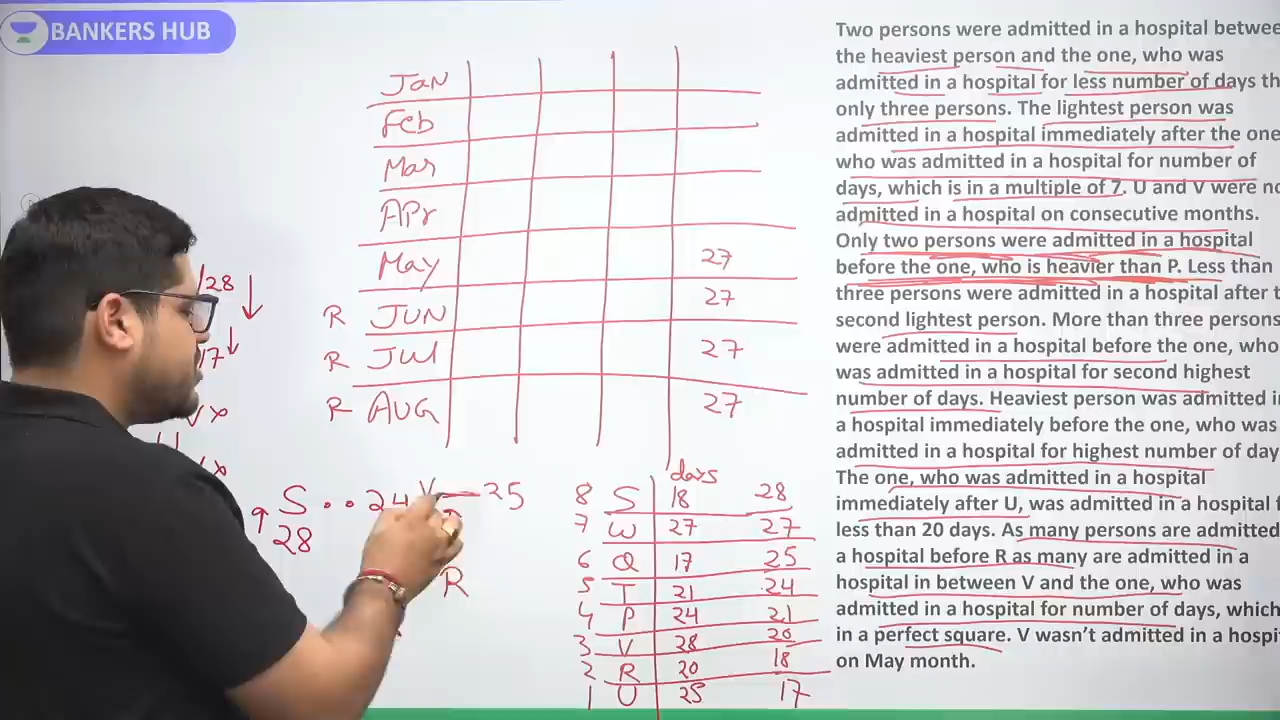 BANKERS HUB
Two persons were admitted in a hospital betwee
the heaviest person and the one, who was
admitted in a hospital for less number of days th
only three persons. The lightest person was
admitted in a hospital immediately after the one
who was admitted in a hospital for number of
days, which is in a multiple of 7. U and V were no
admitted in a hospital on consecutive months.
Only two persons were admitted in a hospital
before the one, who is heavier than P. Less than
three persons were admitted in a hospital after t
second lightest person. More than three persons
were admitted in a hospital before the one, who
was admitted in a hospital for second highest
number of days. Heaviest person was admitted in
a hospital immediately before the one, who was
admitted in a hospital for highest number of day
The one, who was admitted in a hospital
immediately after U, was admitted in a hospital
less than 20 days. As many persons are admitted
a hospital before R as many are admitted in a
hospital in between V and the one, who was
admitted in a hospital for number of days, which
in a perfect square. V wasn't admitted in a hospi
on May month.
Jan
Feb
Mar
APr
May 27
R JUN 27
R Jul 27
R AUG 27
/28
17
S • • 24 V — 25
28
R
days
8 S 18 28
7 W 27 27
6 Q 17 25
5 T 21 24
4 P 24 21
3 V 28 20
2 R 20 18
1 U 25 17